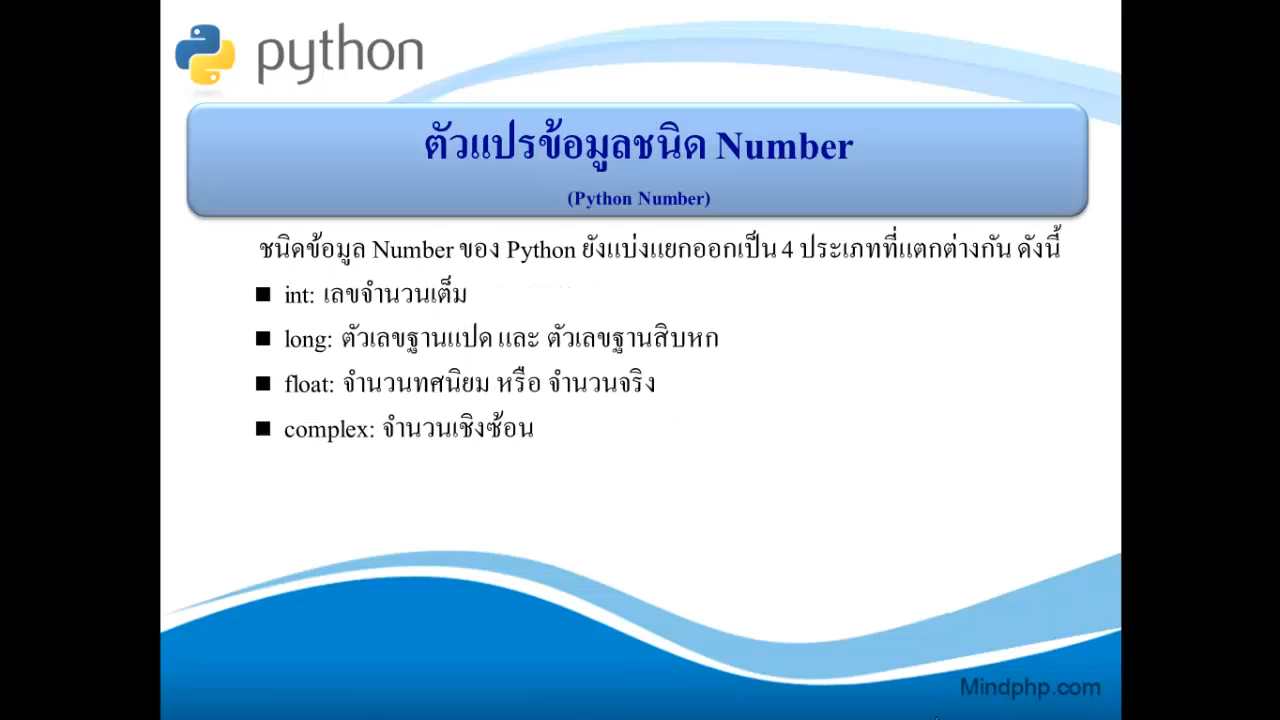 python
ตัวแปรข้อมูลชนิด Number
(Python Number)
ชนิดข้อมูล Number ของ Python ยังแบ่งแยกออกเป็น 4 ประเภทที่แตกต่างกัน ดังนี้
■ int: เลขจำนวนเต็ม
■ long: ตัวเลขฐานแปด และ ตัวเลขฐานสิบหก
■ float: จำนวนทศนิยม หรือ จำนวนจริง
■ complex: จำนวนเชิงซ้อน
Mindphp.com